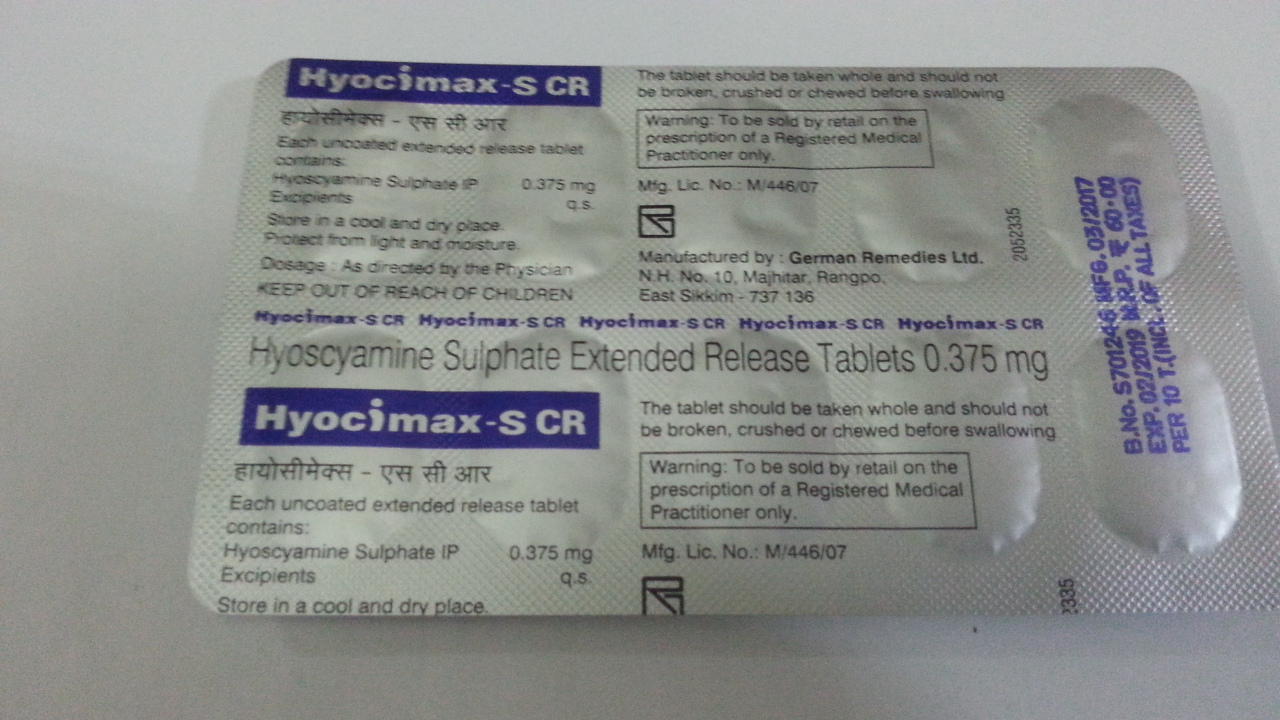 Hyocimax-S CR
हायोसीमेक्स - एस सी आर
Each uncoated extended release tablet
contains:
Hyoscyamine Sulphate IP 0.375 mg
Excipients q.s.
Store in a cool and dry place.
Protect from light and moisture.
Dosage : As directed by the Physician
KEEP OUT OF REACH OF CHILDREN
The tablet should be taken whole and should not
be broken, crushed or chewed before swallowing
Warning: To be sold by retail on the
prescription of a Registered Medical
Practitioner only.
Mfg. Lic. No.: M/446/07
Manufactured by : German Remedies Ltd.
N.H. No. 10, Majhitar, Rangpo,
East Sikkim - 737 136
2052335
Hyocimax-S CR Hyocimax-S CR Hyocimax-S CR Hyocimax-S CR Hyocimax-S CR
Hyoscyamine Sulphate Extended Release Tablets 0.375 mg
Hyocimax-S CR
हायोसीमेक्स - एस सी आर
Each uncoated extended release tablet
contains:
Hyoscyamine Sulphate IP 0.375 mg
Excipients q.s.
Store in a cool and dry place.
The tablet should be taken whole and should not
be broken, crushed or chewed before swallowing
Warning: To be sold by retail on the
prescription of a Registered Medical
Practitioner only.
Mfg. Lic. No.: M/446/07
B.No. S701246 MFG. 03/2017
EXP. 02/2019 M.R.P. ₹ 60.00
PER 10 T.(INCL.OF ALL TAXES)